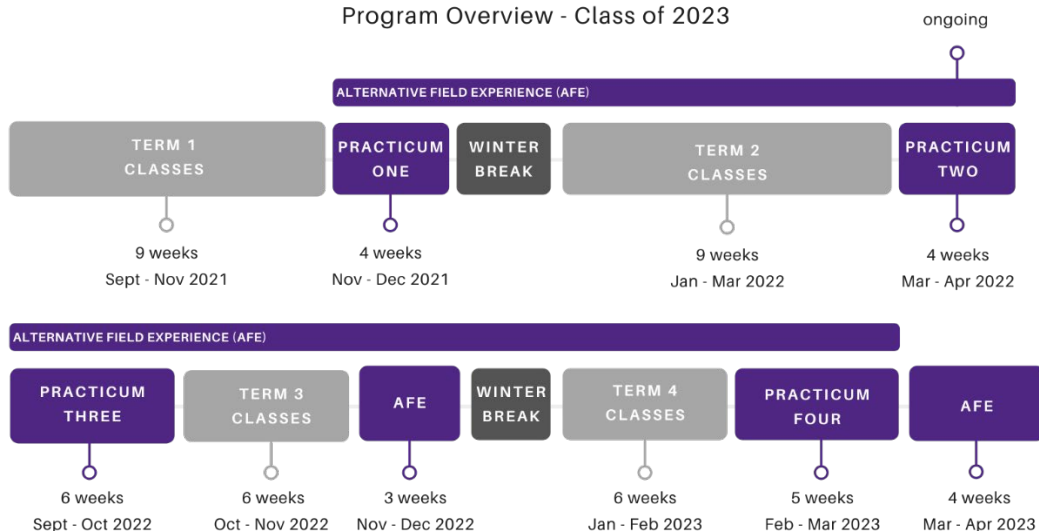 Program Overview - Class of 2023
ongoing
ALTERNATIVE FIELD EXPERIENCE (AFE)
TERM 1
CLASSES
PRACTICUM
ONE
WINTER
BREAK
TERM 2
CLASSES
PRACTICUM
TWO
9 weeks
Sept - Nov 2021
4 weeks
Nov - Dec 2021
9 weeks
Jan - Mar 2022
4 weeks
Mar - Apr 2022
ALTERNATIVE FIELD EXPERIENCE (AFE)
PRACTICUM
THREE
TERM 3
CLASSES
AFE
WINTER
BREAK
TERM 4
CLASSES
PRACTICUM
FOUR
AFE
6 weeks
Sept - Oct 2022
6 weeks
Oct - Nov 2022
3 weeks
Nov - Dec 2022
6 weeks
Jan - Feb 2023
5 weeks
Feb - Mar 2023
4 weeks
Mar - Apr 2023